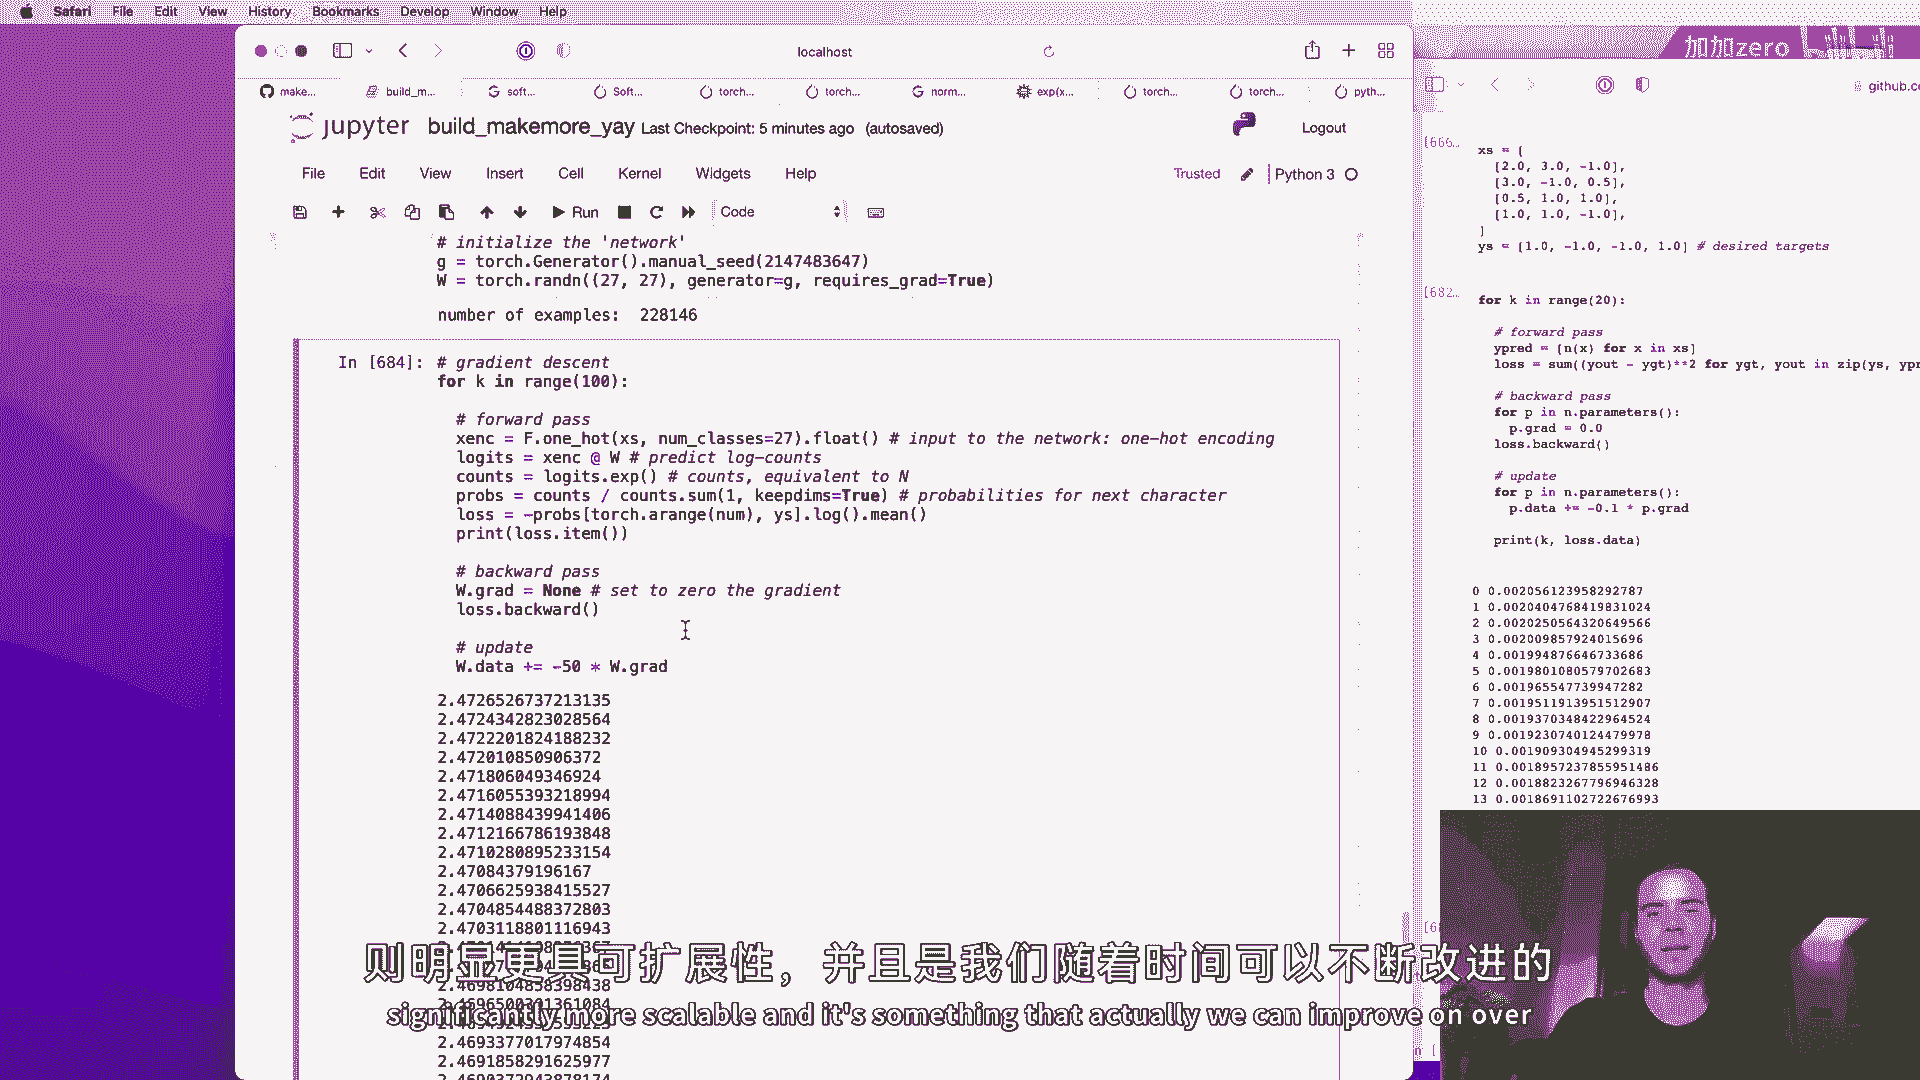 Safari File Edit View History Bookmarks Develop Window Help
localhost
make... build_m... soft... Soft... torch... torch... norm... exp(x... torch... torch... pyth...
jupyter build_makemore_yay Last Checkpoint: 5 minutes ago (autosaved) Logout
File Edit View Insert Cell Kernel Widgets Help Trusted Python 3
Run Code
# initialize the 'network'
g = torch.Generator().manual_seed(2147483647)
W = torch.randn((27, 27), generator=g, requires_grad=True)
number of examples: 228146
In [684]: # gradient descent
for k in range(100):
# forward pass
xenc = F.one_hot(xs, num_classes=27).float() # input to the network: one-hot encoding
logits = xenc @ W # predict log-counts
counts = logits.exp() # counts, equivalent to N
probs = counts / counts.sum(1, keepdims=True) # probabilities for next character
loss = -probs[torch.arange(num), ys].log().mean()
print(loss.item())
# backward pass
W.grad = None # set to zero the gradient
loss.backward()
# update
W.data += -50 * W.grad
2.4726526737213135
2.4724342823028564
2.4722201824188232
2.472010850906372
2.471806049346924
2.4716055393218994
2.4714088439941406
2.4712166786193848
2.4710280895233154
2.47084379196167
2.4706625938415527
2.4704854488372803
2.4703118801116943
2.4698104858398438
2.4693377017974854
2.4691858291625977
加加zero
github.co
[666...
xs = [
[2.0, 3.0, -1.0],
[3.0, -1.0, 0.5],
[0.5, 1.0, 1.0],
[1.0, 1.0, -1.0],
]
ys = [1.0, -1.0, -1.0, 1.0] # desired targets
[682...
for k in range(20):
# forward pass
ypred = [n(x) for x in xs]
loss = sum((yout - ygt)**2 for ygt, yout in zip(ys, ypr
# backward pass
for p in n.parameters():
p.grad = 0.0
loss.backward()
# update
for p in n.parameters():
p.data += -0.1 * p.grad
print(k, loss.data)
0 0.002056123958292787
1 0.0020404768419831024
2 0.0020250564320649566
3 0.002009857924015696
4 0.001994876646733686
5 0.0019801080579702683
6 0.001965547739947282
7 0.0019511913951512907
8 0.0019370348422964524
9 0.0019230740124479978
10 0.001909304945299319
11 0.0018957237855951486
12 0.0018823267796946328
13 0.0018691102722676993
则明显更具可扩展性，并且是我们随着时间可以不断改进的
significantly more scalable and it's something that actually we can improve on over